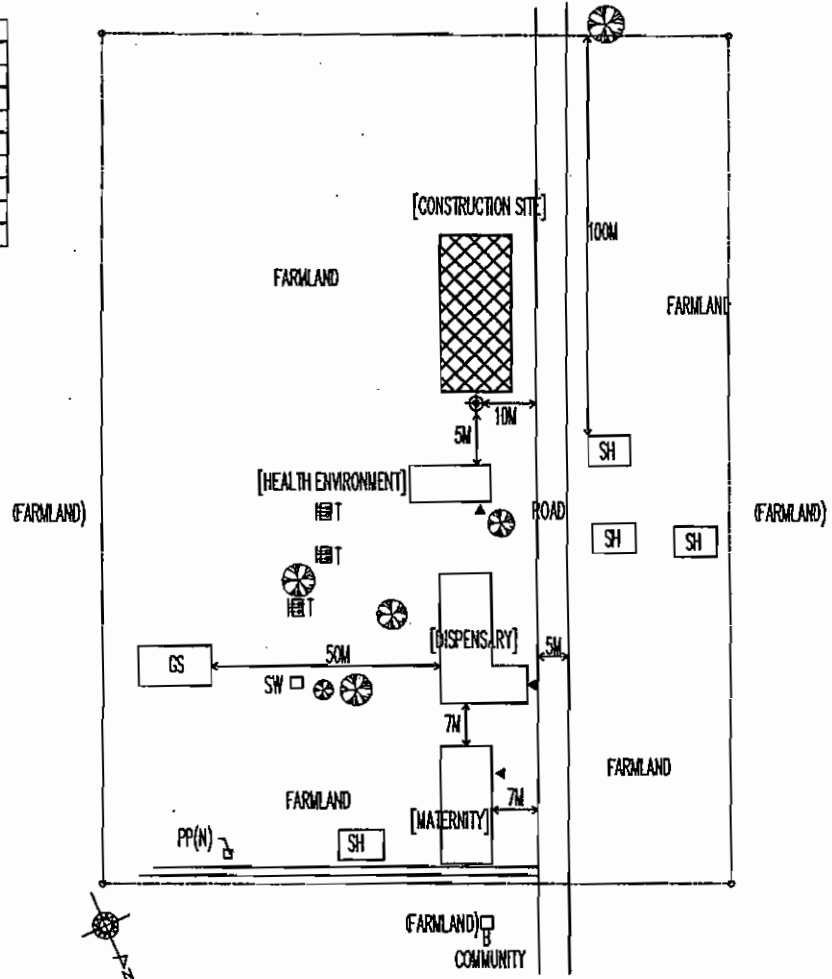 [CONSTRUCTION SITE]
100M
FARMLAND
FARMLAND
10M
5M
SH
[HEALTH ENVIRONMENT]
(FARMLAND)
T
ROAD
(FARMLAND)
SH
SH
T
T
[DISPENSARY]
5M
GS
50M
SW
7M
FARMLAND
FARMLAND
7M
[MATERNITY]
PP(N)
SH
(FARMLAND)
B
COMMUNITY
N